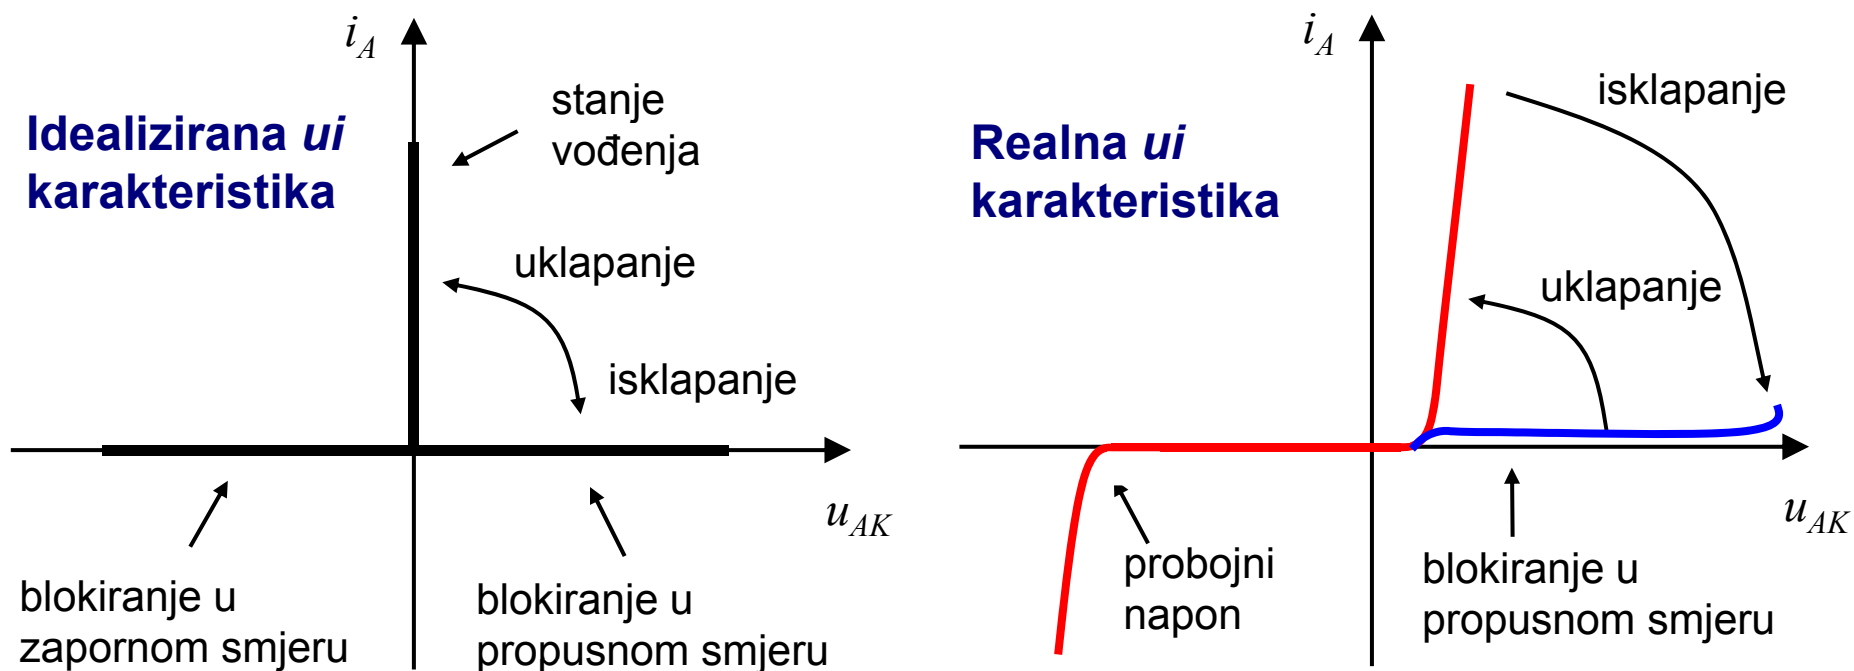 i_A
stanje
vođenja
Idealizirana ui
karakteristika
uklapanje
isklapanje
u_AK
blokiranje u
zapornom smjeru
blokiranje u
propusnom smjeru
i_A
isklapanje
Realna ui
karakteristika
uklapanje
u_AK
probojni
napon
blokiranje u
propusnom smjeru